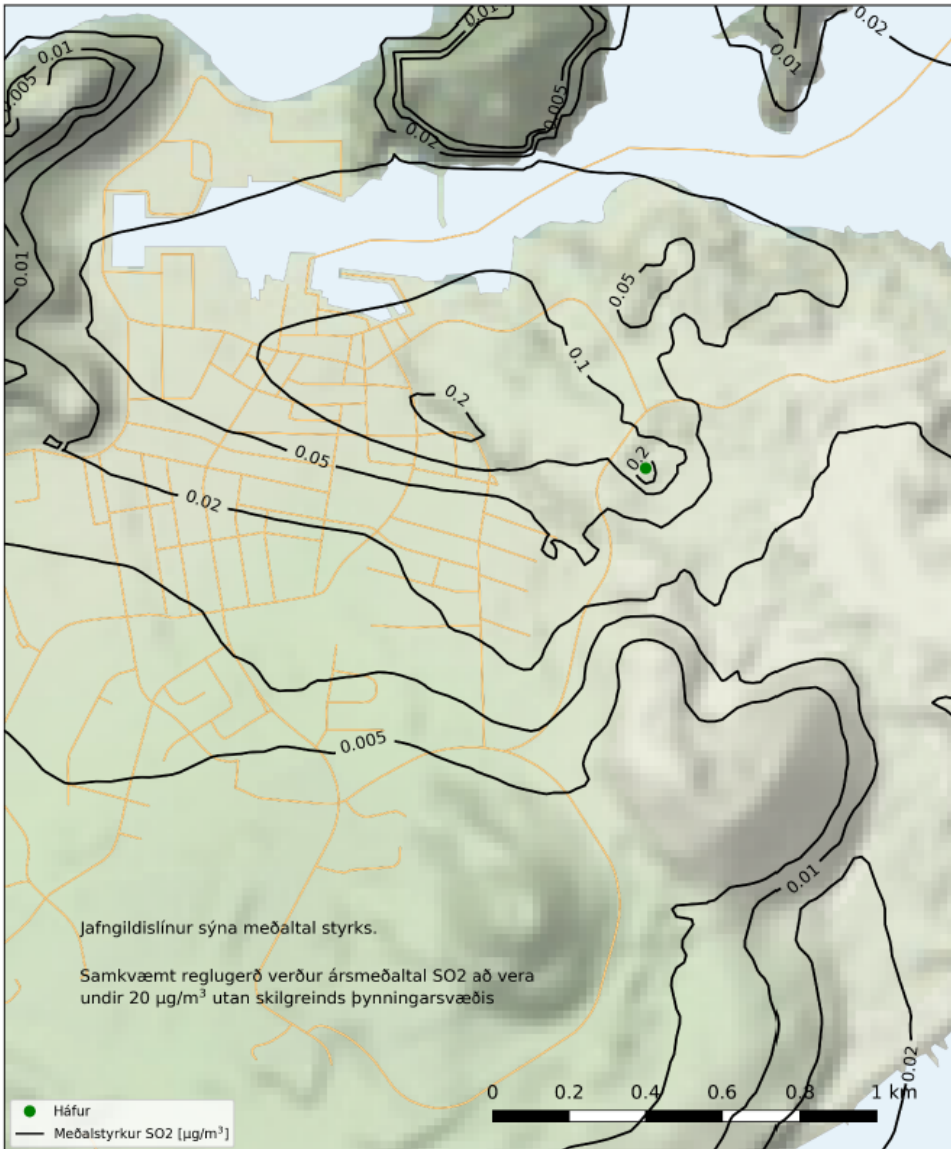 0.01
0.02
0.01
0.005
0.005
0.01
0.02
0.01
0.05
0.1
0.2
0.05
0.2
0.02
0.005
0.01
Jafngildislínur sýna meðaltal styrks.
Samkvæmt reglugerð verður ársmeðaltal SO2 að vera
undir 20 µg/m³ utan skilgreinds þynningarsvæðis
0.02
0 0.2 0.4 0.6 0.8 1 km
Háfur
Meðalstyrkur SO2 [µg/m³]